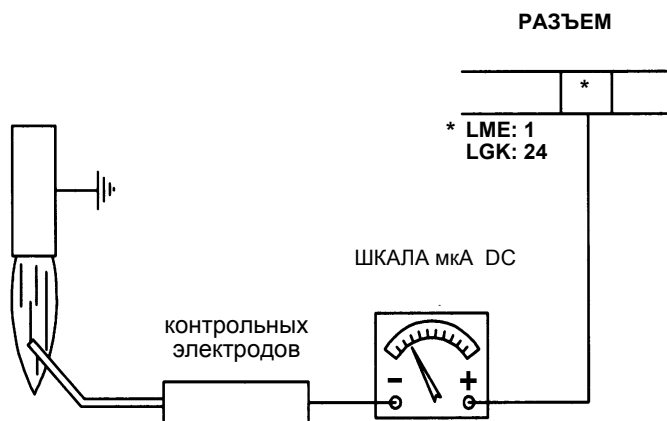 РАЗЪЕМ
*
* LME: 1
LGK: 24
ШКАЛА мкА DC
контрольных
электродов
- +